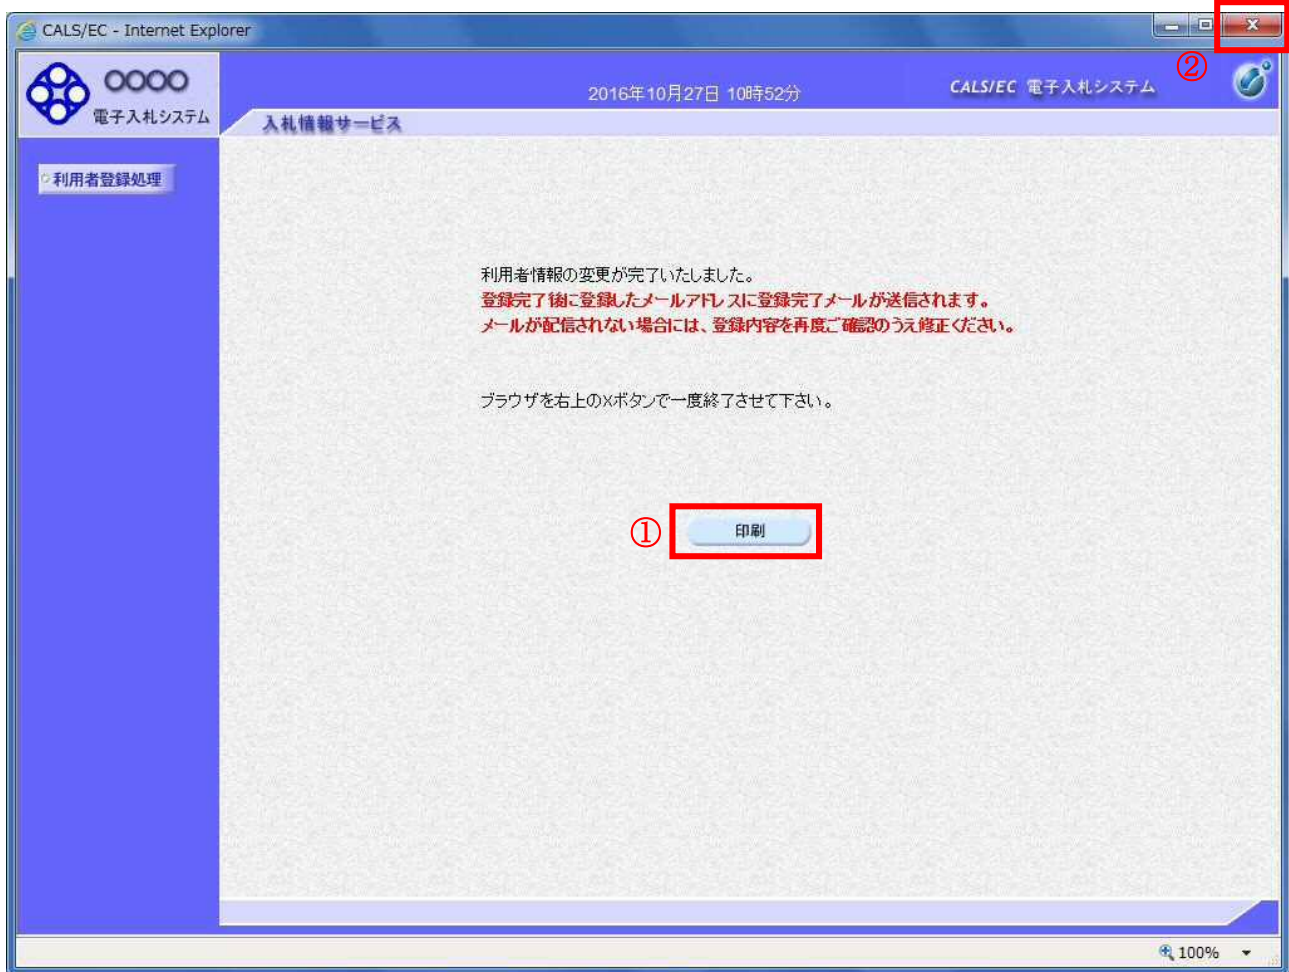 CALS/EC - Internet Explorer
②
〇〇〇〇
電子入札システム
2016年10月27日 10時52分
CALS/EC 電子入札システム
入札情報サービス
利用者登録処理
利用者情報の変更が完了いたしました。
登録完了後に登録したメールアドレスに登録完了メールが送信されます。
メールが配信されない場合には、登録内容を再度ご確認のうえ修正ください。
ブラウザを右上の×ボタンで一度終了させて下さい。
① 印刷
100%